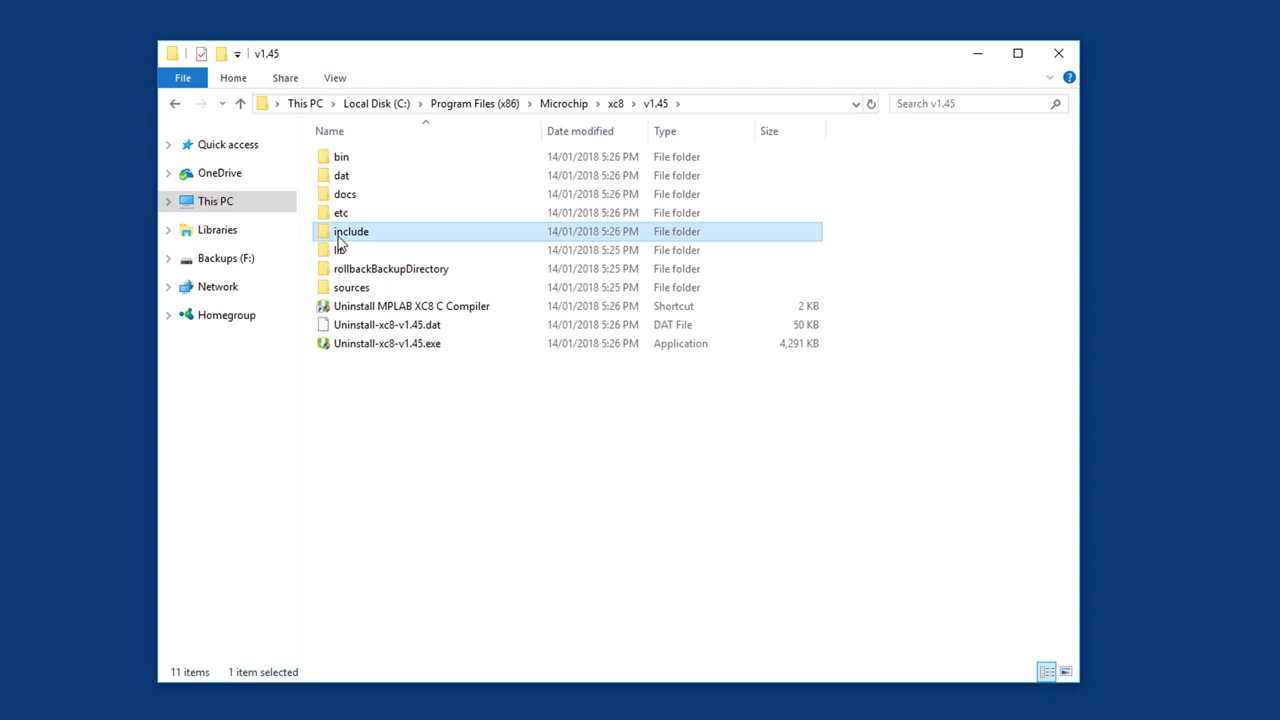 v1.45
File Home Share View
This PC Local Disk (C:) Program Files (x86) Microchip xc8 v1.45 Search v1.45
Name Date modified Type Size
Quick access
OneDrive
This PC
Libraries
Backups (F:)
Network
Homegroup
bin 14/01/2018 5:26 PM File folder
dat 14/01/2018 5:26 PM File folder
docs 14/01/2018 5:26 PM File folder
etc 14/01/2018 5:26 PM File folder
include 14/01/2018 5:26 PM File folder
14/01/2018 5:25 PM File folder
rollbackBackupDirectory 14/01/2018 5:25 PM File folder
sources 14/01/2018 5:25 PM File folder
Uninstall MPLAB XC8 C Compiler 14/01/2018 5:26 PM Shortcut 2 KB
Uninstall-xc8-v1.45.dat 14/01/2018 5:26 PM DAT File 50 KB
Uninstall-xc8-v1.45.exe 14/01/2018 5:26 PM Application 4,291 KB
11 items 1 item selected